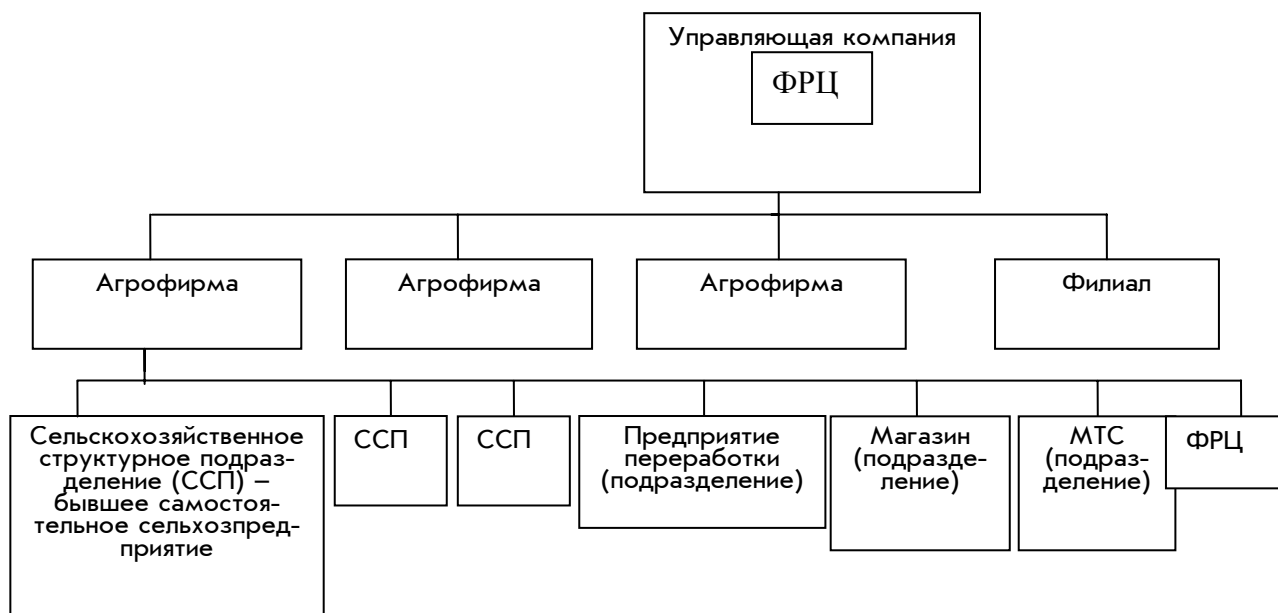 Управляющая компания
ФРЦ
Агрофирма
Агрофирма
Агрофирма
Филиал
Сельскохозяйственное
структурное подраз-
деление (ССП) –
бывшее самостоя-
тельное сельхозпред-
приятие
ССП
ССП
Предприятие
переработки
(подразделение)
Магазин
(подразде-
ление)
МТС
(подраз-
деление)
ФРЦ